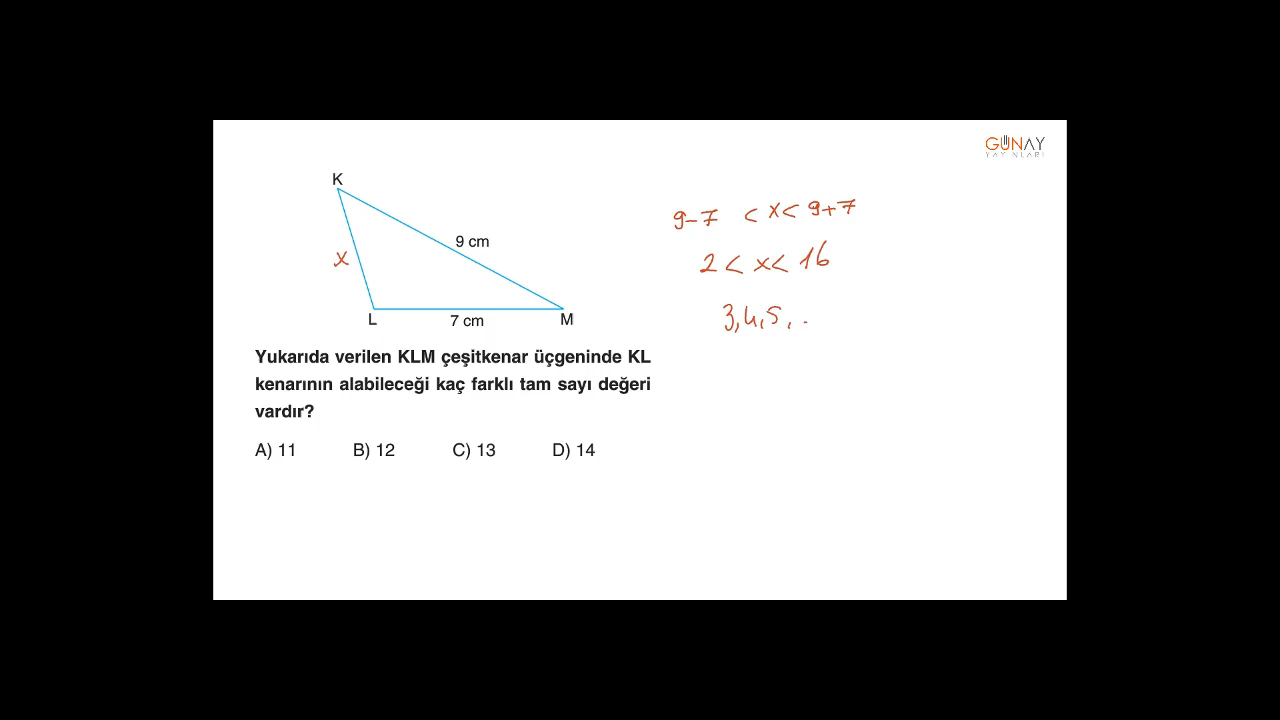 GÜNAY
YAYINLARI
K
9 cm
x
L
7 cm
M
9-7 < x < 9+7
2 < x < 16
3,4,5, .
Yukarıda verilen KLM çeşitkenar üçgeninde KL
kenarının alabileceği kaç farklı tam sayı değeri
vardır?
A) 11 B) 12 C) 13 D) 14